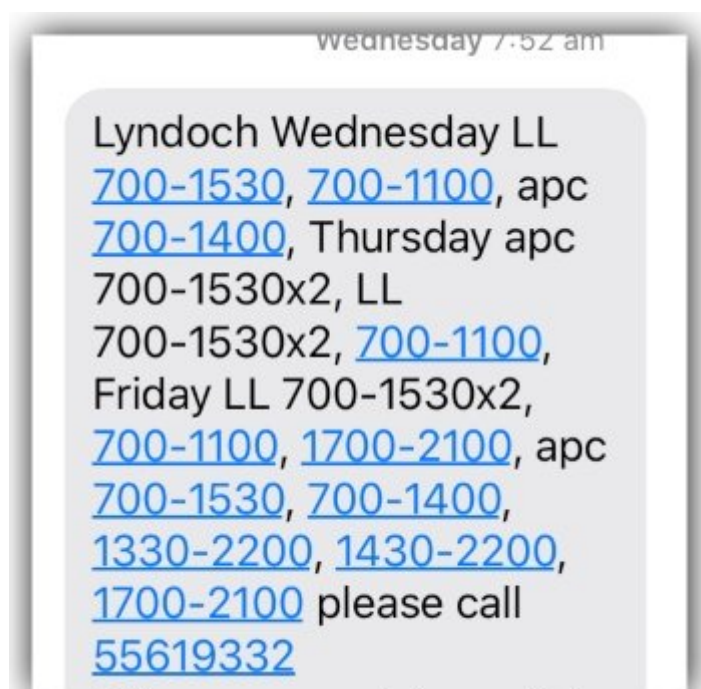 Wednesday 7:52 am
Lyndoch Wednesday LL
700-1530, 700-1100, apc
700-1400, Thursday apc
700-1530x2, LL
700-1530x2, 700-1100,
Friday LL 700-1530x2,
700-1100, 1700-2100, apc
700-1530, 700-1400,
1330-2200, 1430-2200,
1700-2100 please call
55619332